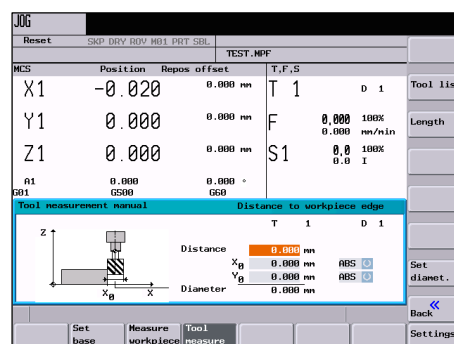 JOG
Reset SKP DRY ROV M01 PRT SBL
TEST.MPF
MCS Position Repos offset T,F,S
X1 -0.020 0.000 mm T 1 D 1
Tool lis
Y1 0.000 0.000 mm F 0,000 100%
0.000 mm/min
Length
Z1 0.000 0.000 mm S1 0,0 100%
0.0 I
A1 0.000 0.000 °
G01 G500 G60
Tool measurement manual Distance to workpiece edge
T 1 D 1
Z
Distance 0.000 mm
X0 0.000 mm ABS
Y0 0.000 mm ABS
Diameter 0.000 mm
X0 X
Set
diamet.
«
Back
Set
base
Measure
workpiece
Tool
measure
Settings